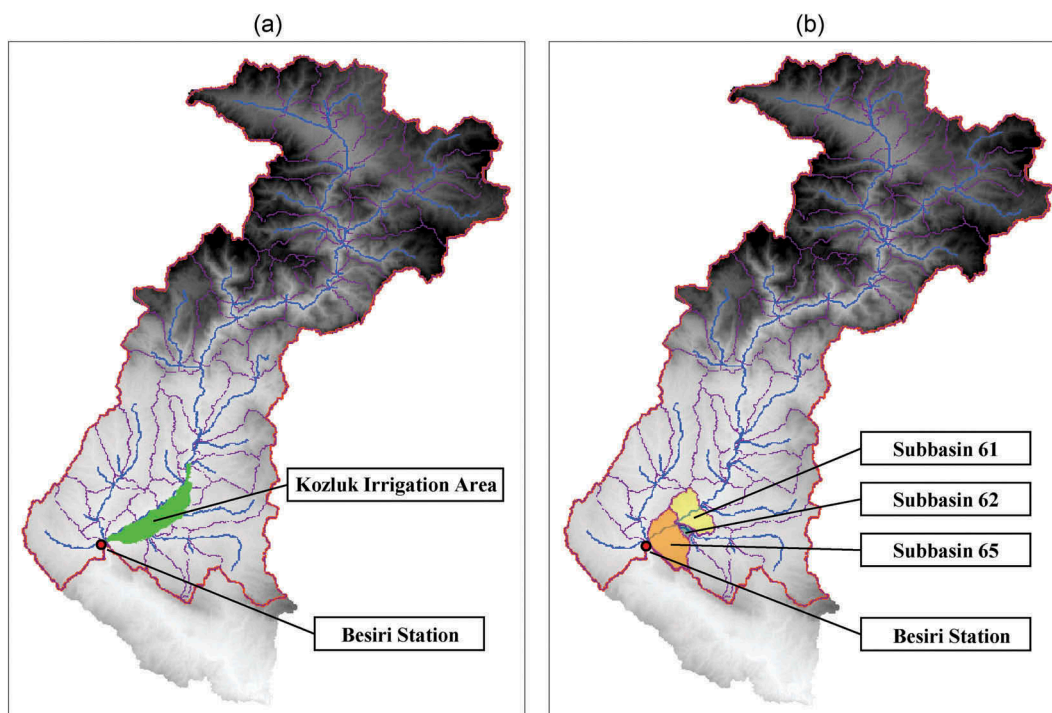 (a)
Kozluk Irrigation Area
Besiri Station
(b)
Subbasin 61
Subbasin 62
Subbasin 65
Besiri Station